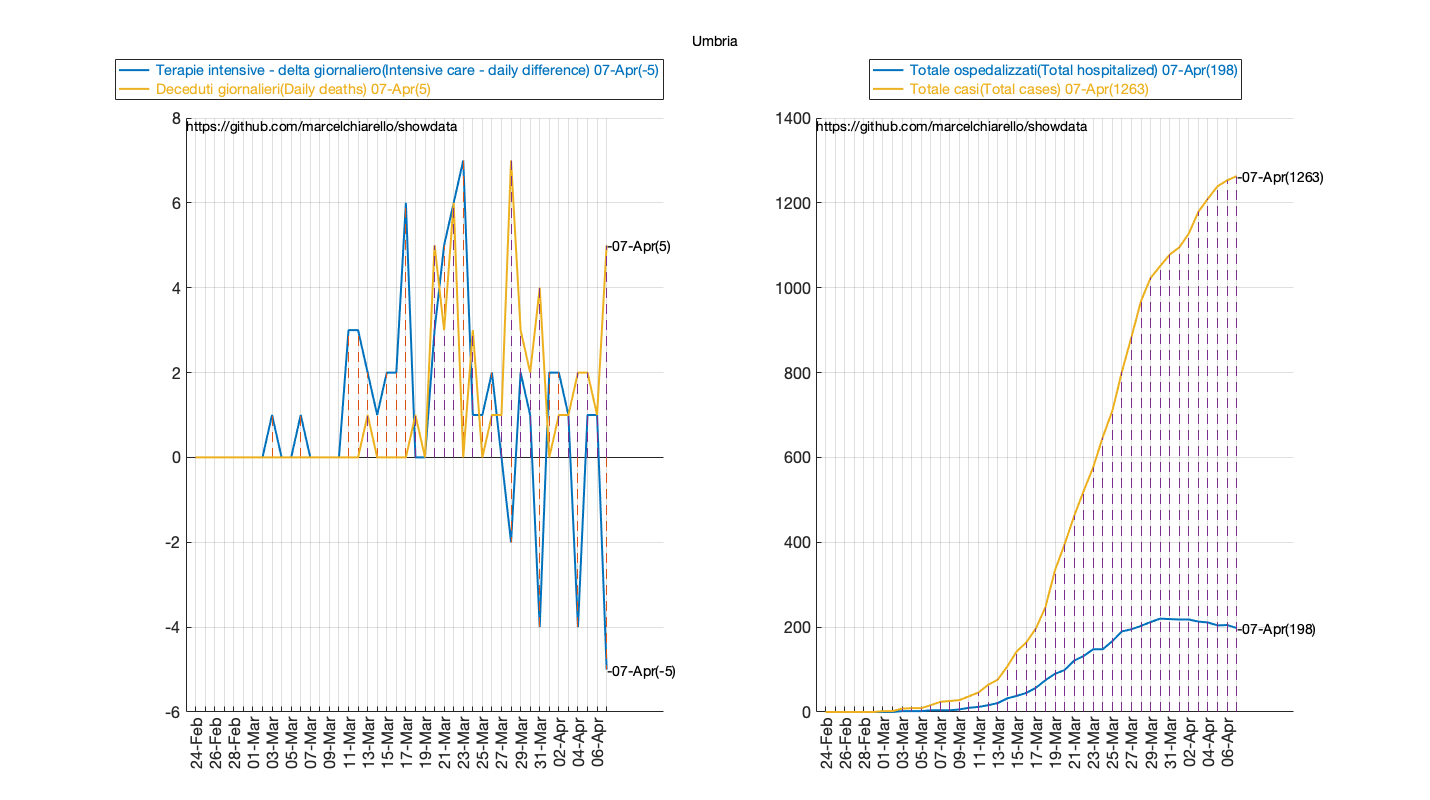 Umbria
Terapie intensive - delta giornaliero(Intensive care - daily difference) 07-Apr(-5)
Deceduti giornalieri(Daily deaths) 07-Apr(5)
https://github.com/marcelchiarello/showdata
8
6
4
2
0
-2
-4
-6
-07-Apr(5)
-07-Apr(-5)
24-Feb
26-Feb
28-Feb
01-Mar
03-Mar
05-Mar
07-Mar
09-Mar
11-Mar
13-Mar
15-Mar
17-Mar
19-Mar
21-Mar
23-Mar
25-Mar
27-Mar
29-Mar
31-Mar
02-Apr
04-Apr
06-Apr
Totale ospedalizzati(Total hospitalized) 07-Apr(198)
Totale casi(Total cases) 07-Apr(1263)
https://github.com/marcelchiarello/showdata
1400
1200
1000
800
600
400
200
0
-07-Apr(1263)
-07-Apr(198)
24-Feb
26-Feb
28-Feb
01-Mar
03-Mar
05-Mar
07-Mar
09-Mar
11-Mar
13-Mar
15-Mar
17-Mar
19-Mar
21-Mar
23-Mar
25-Mar
27-Mar
29-Mar
31-Mar
02-Apr
04-Apr
06-Apr